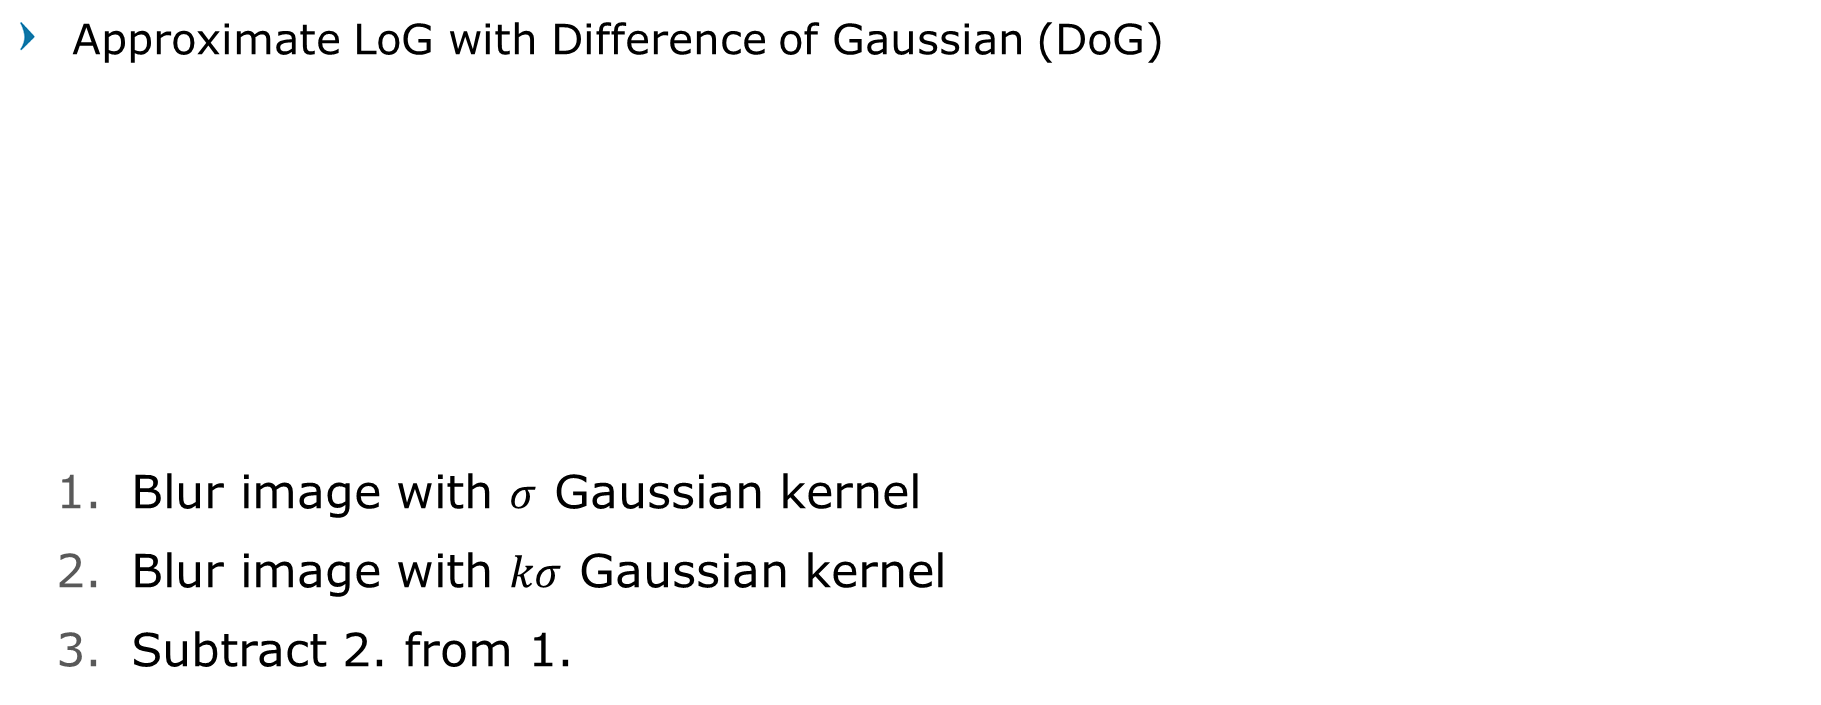 Approximate LoG with Difference of Gaussian (DoG)
1. Blur image with σ Gaussian kernel
2. Blur image with kσ Gaussian kernel
3. Subtract 2. from 1.